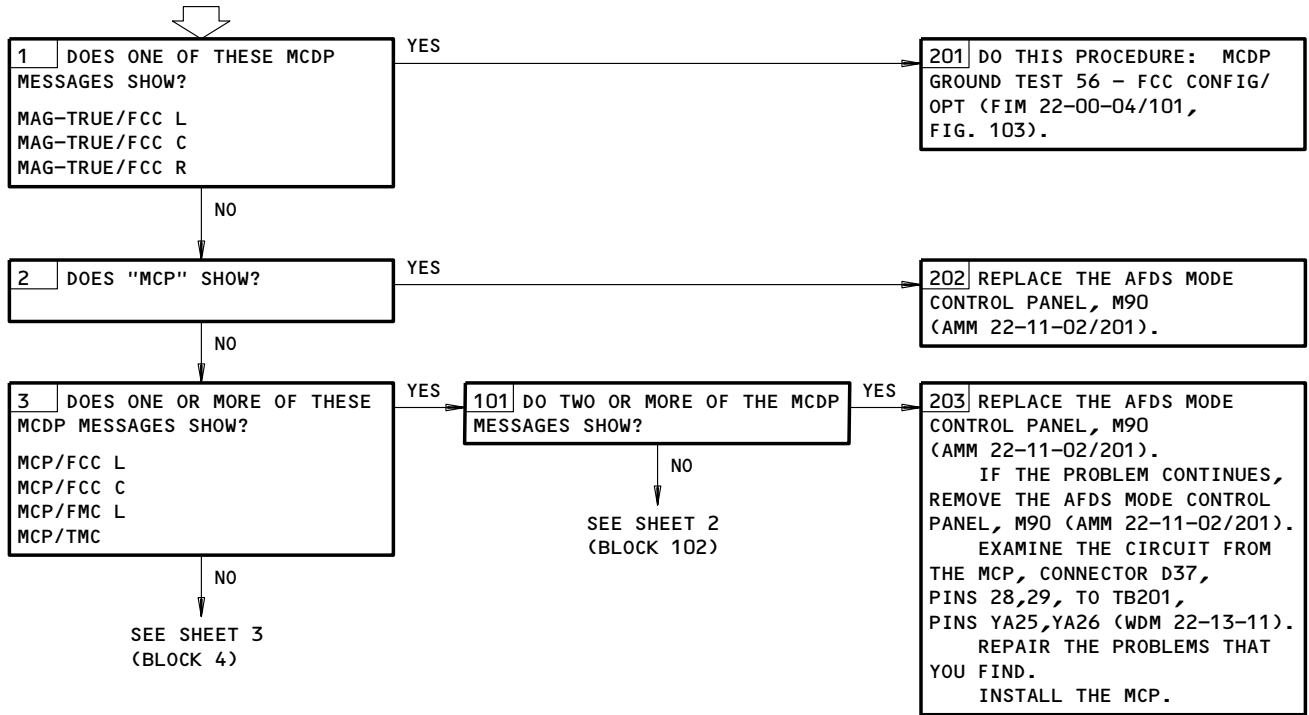 1 DOES ONE OF THESE MCDP
MESSAGES SHOW?
MAG-TRUE/FCC L
MAG-TRUE/FCC C
MAG-TRUE/FCC R
YES
201 DO THIS PROCEDURE: MCDP
GROUND TEST 56 - FCC CONFIG/
OPT (FIM 22-00-04/101,
FIG. 103).
NO
2 DOES "MCP" SHOW?
YES
202 REPLACE THE AFDS MODE
CONTROL PANEL, M90
(AMM 22-11-02/201).
NO
3 DOES ONE OR MORE OF THESE
MCDP MESSAGES SHOW?
MCP/FCC L
MCP/FCC C
MCP/FMC L
MCP/TMC
YES
101 DO TWO OR MORE OF THE MCDP
MESSAGES SHOW?
YES
203 REPLACE THE AFDS MODE
CONTROL PANEL, M90
(AMM 22-11-02/201).
IF THE PROBLEM CONTINUES,
REMOVE THE AFDS MODE CONTROL
PANEL, M90 (AMM 22-11-02/201).
EXAMINE THE CIRCUIT FROM
THE MCP, CONNECTOR D37,
PINS 28,29, TO TB201,
PINS YA25,YA26 (WDM 22-13-11).
REPAIR THE PROBLEMS THAT
YOU FIND.
INSTALL THE MCP.
NO
SEE SHEET 2
(BLOCK 102)
NO
SEE SHEET 3
(BLOCK 4)